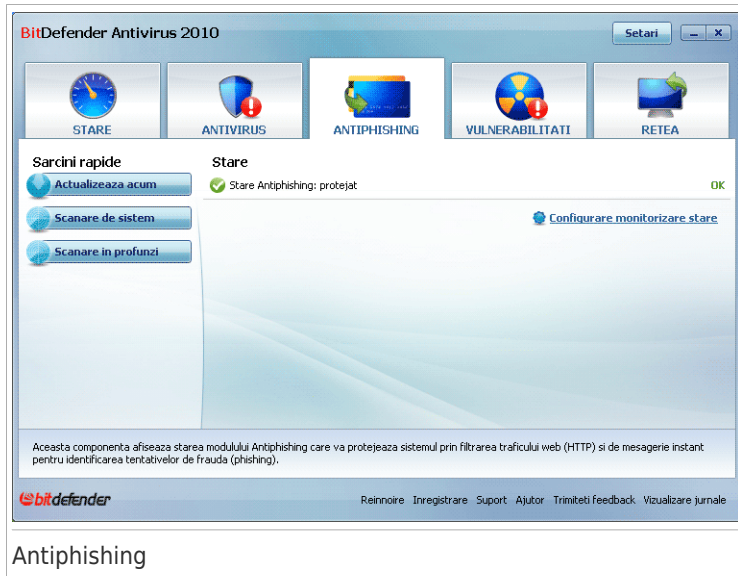 BitDefender Antivirus 2010
Setari
STARE
ANTIVIRUS
ANTIPHISHING
VULNERABILITATI
RETEA
Sarcini rapide
Actualizeaza acum
Scanare de sistem
Scanare in profunzi
Stare
Stare Antiphishing: protejat
OK
Configurare monitorizare stare
Aceasta componenta afiseaza starea modulului Antiphishing care va protejeaza sistemul prin filtrarea traficului web (HTTP) si de mesagerie instant
pentru identificarea tentativelor de frauda (phishing).
bitdefender
Reinnoire Inregistrare Suport Ajutor Trimiteti feedback Vizualizare jurnale
Antiphishing